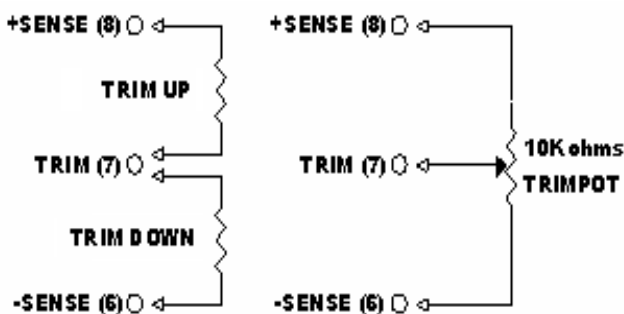 +SENSE (8)
TRIM UP
TRIM (7)
TRIM DOWN
-SENSE (6)
+SENSE (8)
10K ohms
TRIM (7)
TRIMPOT
-SENSE (6)